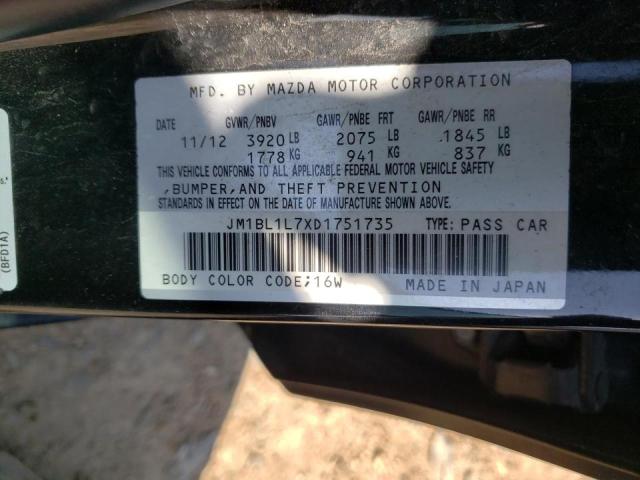 MFD. BY MAZDA MOTOR CORPORATION
DATE GVWR/PNBV GAWR/PNBE FRT GAWR/PNBE RR
11/12 3920 LB 2075 LB 1845 LB
1778 KG 941 KG 837 KG
THIS VEHICLE CONFORMS TO ALL APPLICABLE FEDERAL MOTOR VEHICLE SAFETY
,BUMPER,AND THEFT PREVENTION
STANDARDS IN EFFECT ON THE DATE OF MANUFACTURE SHOWN ABOVE.
JM1BL1L7XD1751735 TYPE: PASS CAR
BODY COLOR CODE;16W MADE IN JAPAN
(BFD1A)